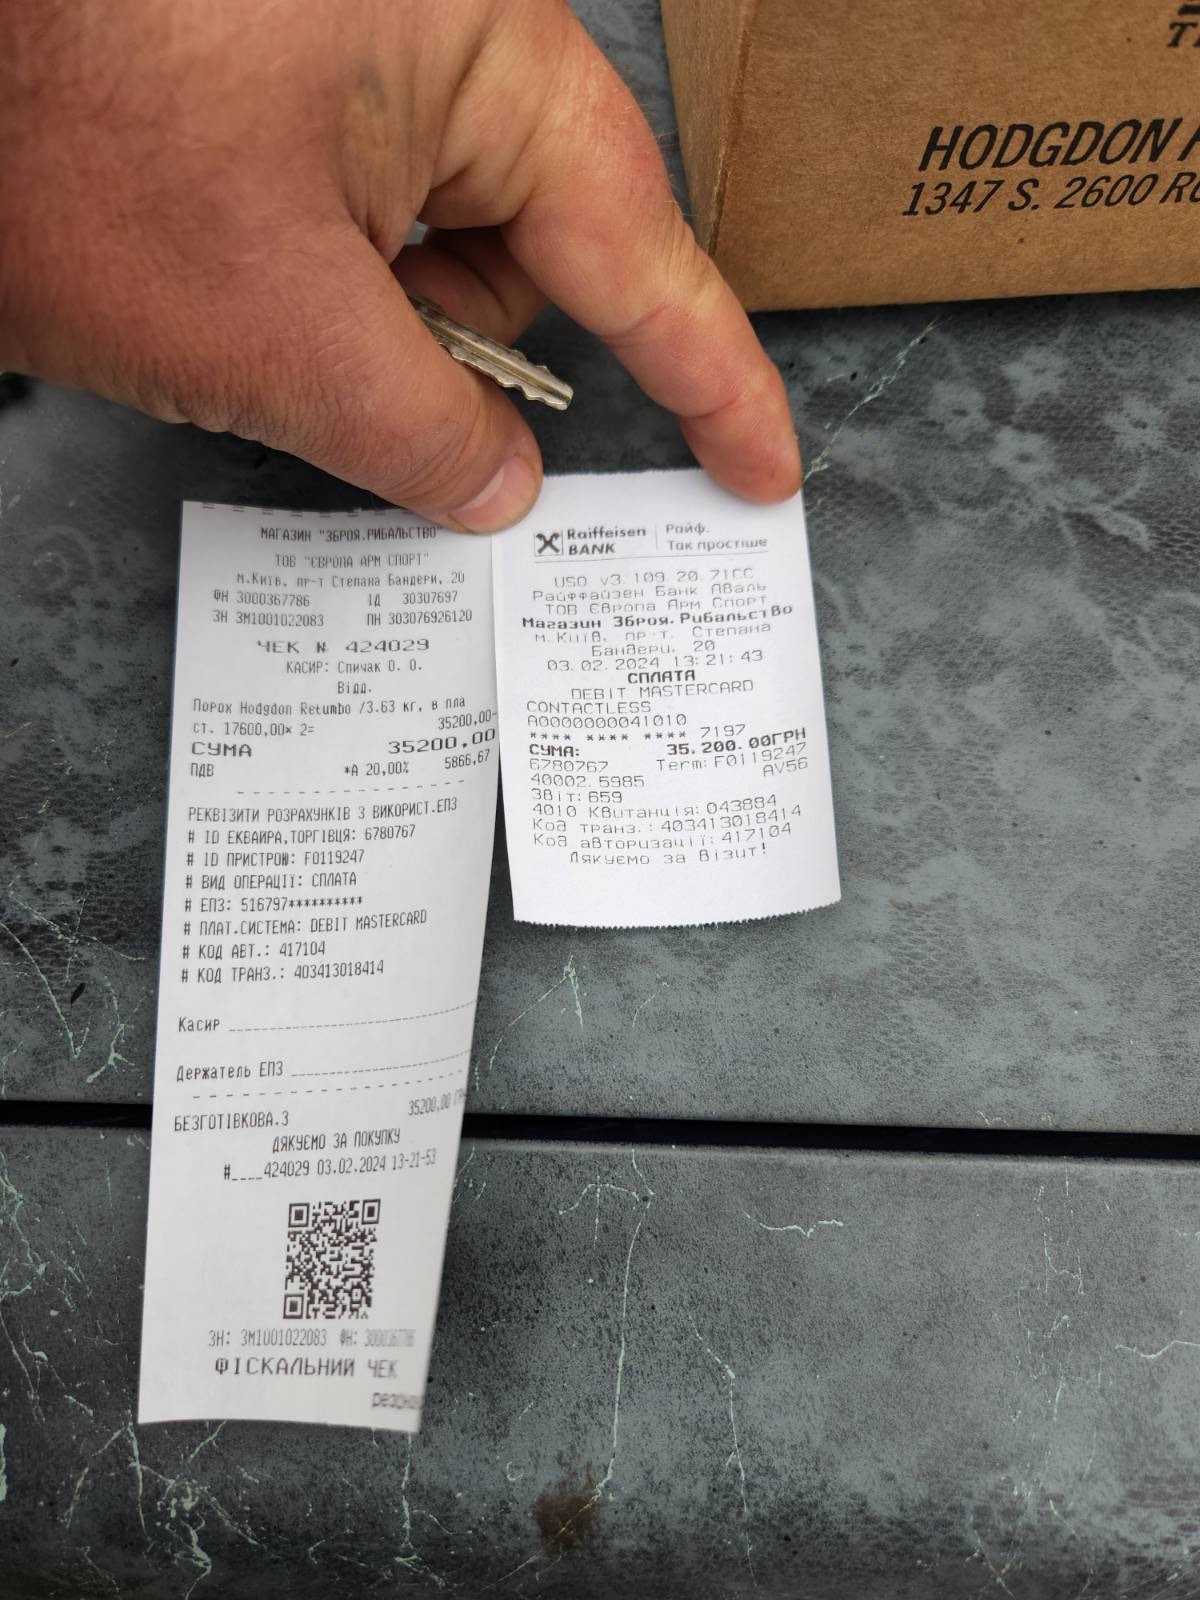 HODGDON
1347 S. 2600
МАГАЗИН "ЗБРОЯ.РИБАЛЬСТВО"
ТОВ "ЄВРОПА АРМ СПОРТ"
м.Київ, пр-т Степана Бандери, 20
ФН 3000367786 ІД 30307697
ЗН ЗМ1001022083 ПН 303076926120
ЧЕК № 424029
КАСИР: Спичак О. О.
Відд.
Порох Hodgdon Retumbo /3.63 кг, в пла
ст. 17600,00× 2= 35200,00-
СУМА 35200,00
ПДВ *А 20,00% 5866,67
РЕКВІЗИТИ РОЗРАХУНКІВ З ВИКОРИСТ.ЕПЗ
# ID ЕКВАЙРА,ТОРГІВЦЯ: 6780767
# ID ПРИСТРОЮ: F0119247
# ВИД ОПЕРАЦІЇ: СПЛАТА
# ЕПЗ: 516797**********
# ПЛАТ.СИСТЕМА: DEBIT MASTERCARD
# КОД АВТ.: 417104
# КОД ТРАНЗ.: 403413018414
Касир
Держатель ЕПЗ
БЕЗГОТІВКОВА.3 35200,00
ДЯКУЄМО ЗА ПОКУПКУ
#____424029 03.02.2024 13-21-53
ЗН: ЗМ1001022083 ФН: 3000367786
ФІСКАЛЬНИЙ ЧЕК
Raiffeisen BANK Райф. Так простіше
USO v3.109.20.71CC
Райффайзен Банк Аваль
ТОВ Європа Арм Спорт
Магазин Зброя.Рибальство
м.Київ, пр-т. Степана
Бандери, 20
03.02.2024 13:21:43
СПЛАТА
DEBIT MASTERCARD
CONTACTLESS
A0000000041010
**** **** **** 7197
СУМА: 35.200.00ГРН
6780767 Term:F0119247
40002.5985 AV56
Звіт:659
4010 Квитанція:043884
Код транз.:403413018414
Код авторизації:417104
Дякуємо за Візит!